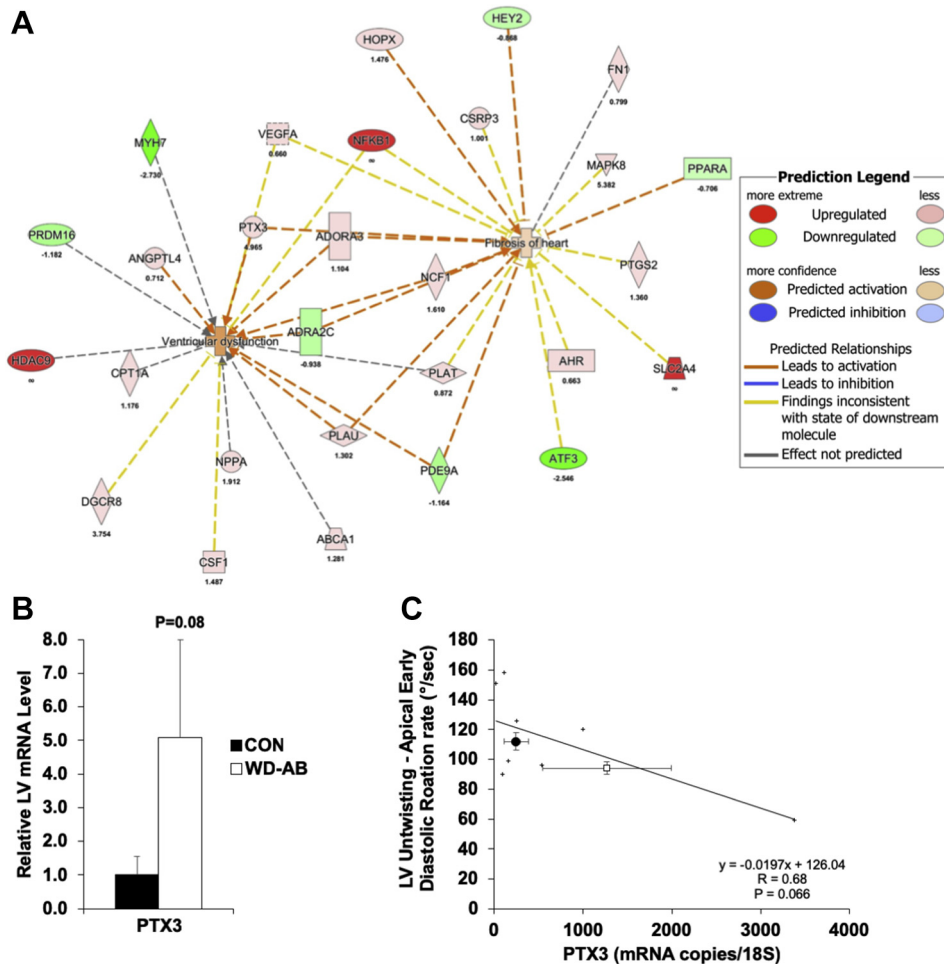 A
HOPX
1.476
HEY2
-0.868
FN1
0.799
CSRP3
1.001
VEGFA
0.660
NFKB1
∞
MYH7
-2.730
MAPK8
5.382
PPARA
-0.706
PRDM16
-1.182
PTX3
4.965
ADORA3
1.104
Fibrosis of heart
ANGPTL4
0.712
NCF1
1.610
PTGS2
1.360
Ventricular dysfunction
ADRA2C
-0.938
HDAC9
∞
CPT1A
1.176
PLAT
0.872
AHR
0.663
SLC2A4
∞
PLAU
1.302
NPPA
1.912
PDE9A
-1.164
ATF3
-2.546
DGCR8
3.754
ABCA1
1.281
CSF1
1.487
Prediction Legend
more extreme less
Upregulated
Downregulated
more confidence less
Predicted activation
Predicted inhibition
Predicted Relationships
Leads to activation
Leads to inhibition
Findings inconsistent
with state of downstream
molecule
Effect not predicted
B
P=0.08
Relative LV mRNA Level
8.0
7.0
6.0
5.0
4.0
3.0
2.0
1.0
0.0
CON
WD-AB
PTX3
C
LV Untwisting - Apical Early
Diastolic Roation rate (°/sec)
180
160
140
120
100
80
60
40
20
0
y = -0.0197x + 126.04
R = 0.68
P = 0.066
0 1000 2000 3000 4000
PTX3 (mRNA copies/18S)